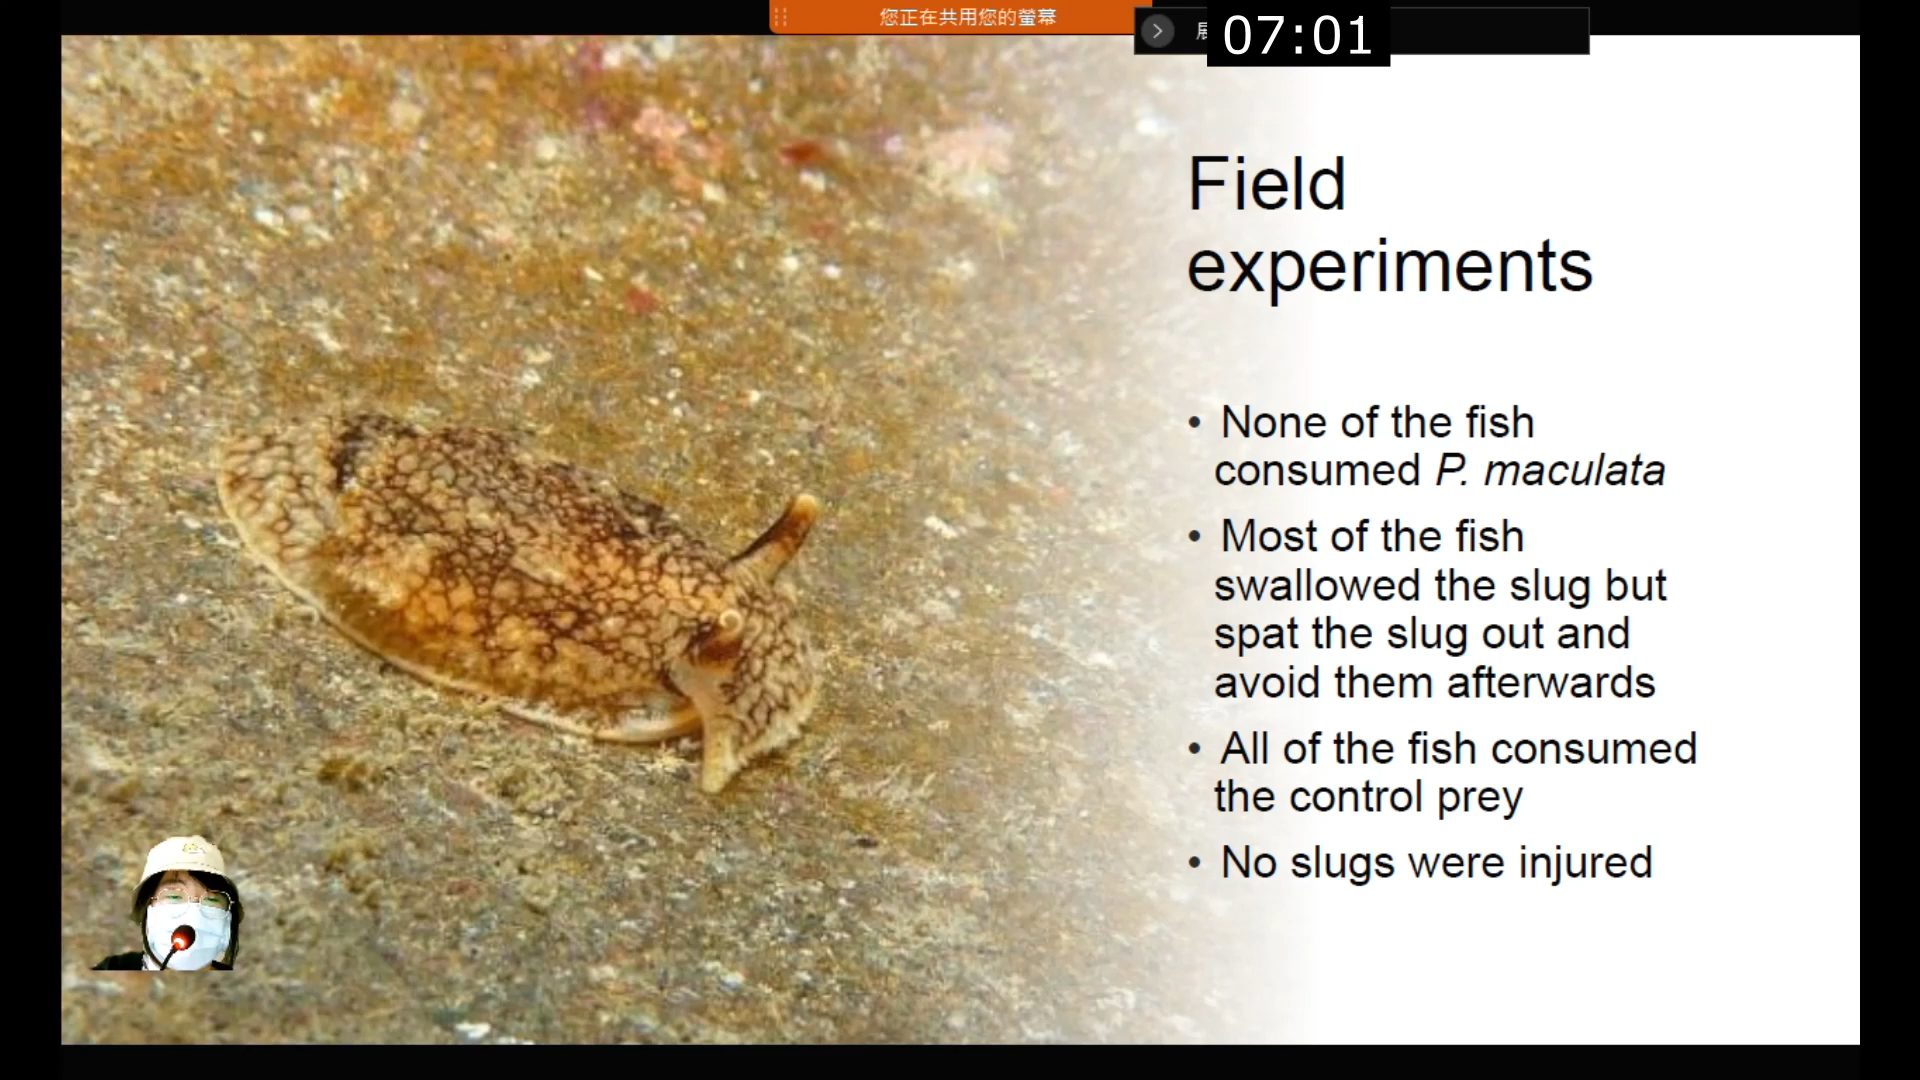 您正在共用您的螢幕
07:01
Field
experiments
• None of the fish
consumed P. maculata
• Most of the fish
swallowed the slug but
spat the slug out and
avoid them afterwards
• All of the fish consumed
the control prey
• No slugs were injured